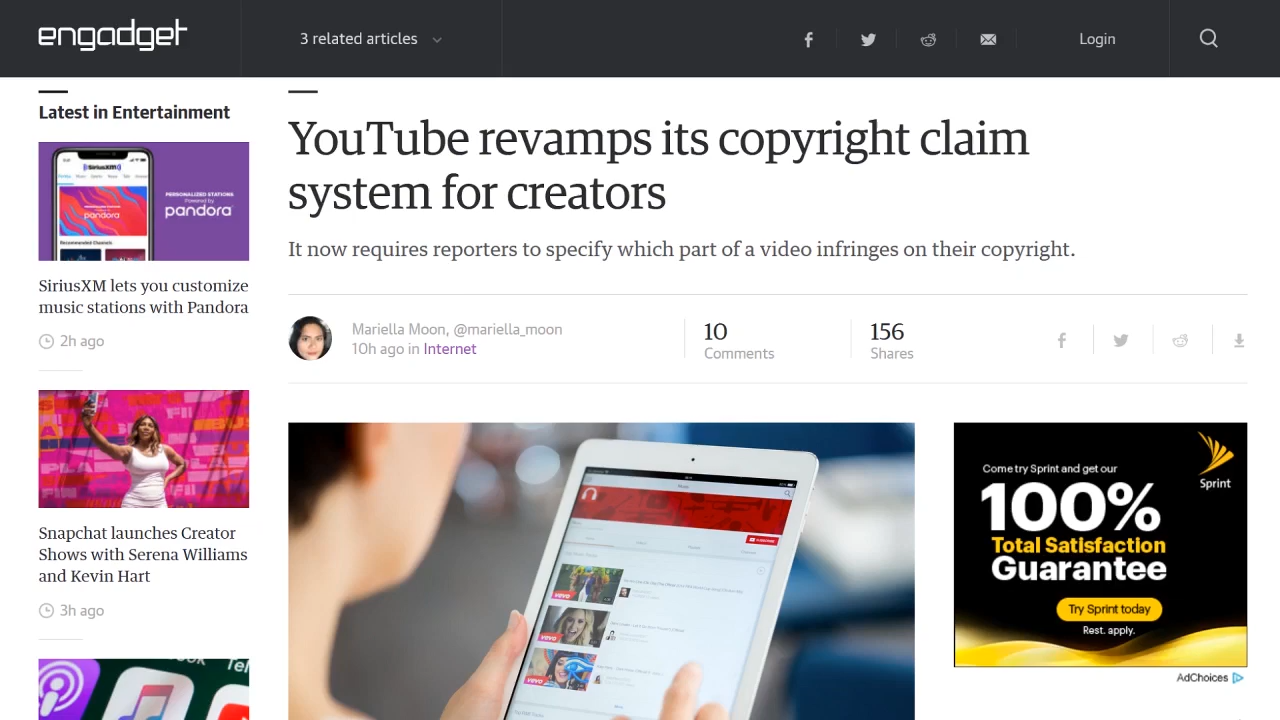 engadget
3 related articles
Login
Latest in Entertainment
SiriusXM
PERSONALIZED STATIONS
Powered by
pandora
SiriusXM lets you customize
music stations with Pandora
2h ago
Snapchat launches Creator
Shows with Serena Williams
and Kevin Hart
3h ago
YouTube revamps its copyright claim
system for creators
It now requires reporters to specify which part of a video infringes on their copyright.
Mariella Moon, @mariella_moon
10h ago in Internet
10
Comments
156
Shares
vevo
vevo
vevo
Come try Sprint and get our
100%
Total Satisfaction
Guarantee
Try Sprint today
Rest. apply.
Sprint
AdChoices